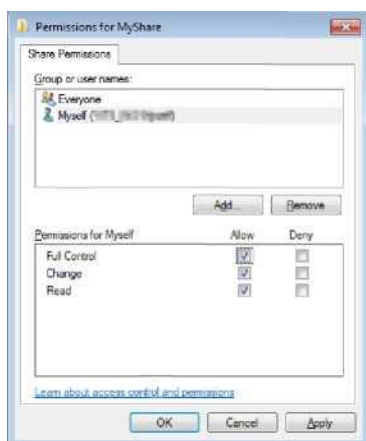 Permissions for MyShare
Share Permissions
Group or user names:
Everyone
Myself
Add...
Remove
Permissions for Myself
Allow
Deny
Full Control
Change
Read
Learn about access control and permissions
OK
Cancel
Apply